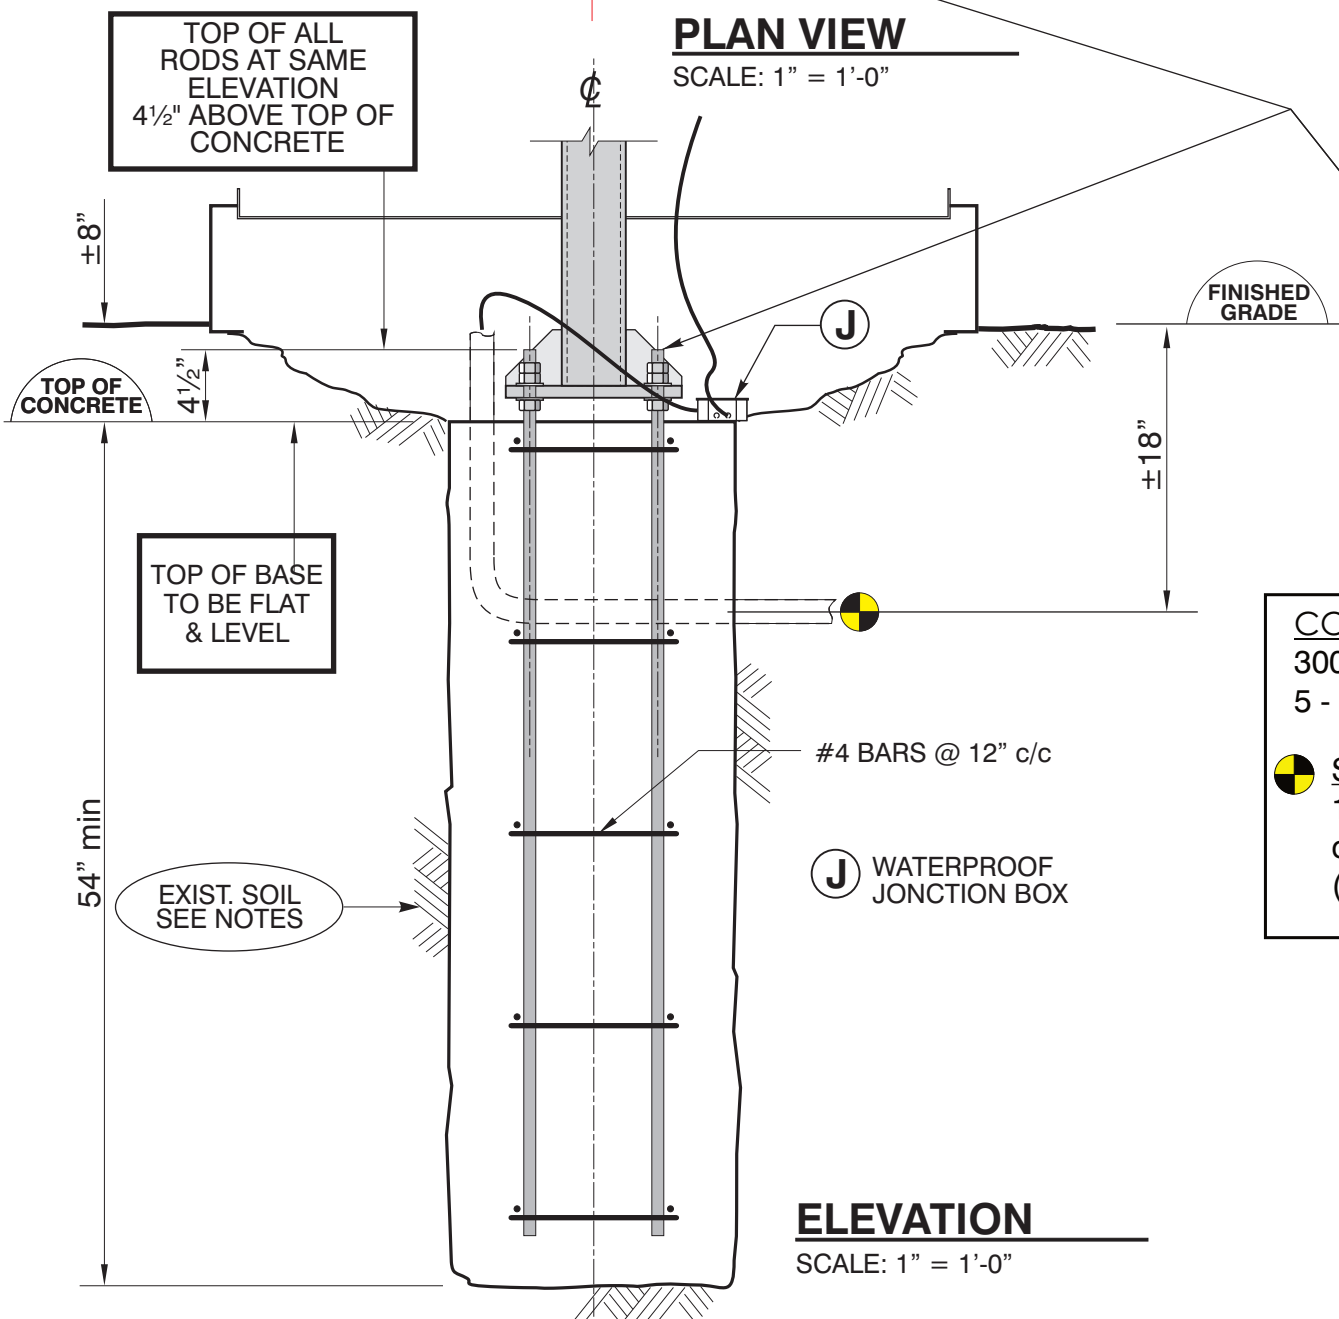 TOP OF ALL
RODS AT SAME
ELEVATION
4½" ABOVE TOP OF
CONCRETE
PLAN VIEW
SCALE: 1” = 1’-0”
℄
±8”
J
FINISHED
GRADE
TOP OF
CONCRETE
4½”
±18”
TOP OF BASE
TO BE FLAT
& LEVEL
300
5 -
#4 BARS @ 12” c/c
54” min
J WATERPROOF
JONCTION BOX
EXIST. SOIL
SEE NOTES
ELEVATION
SCALE: 1” = 1’-0”